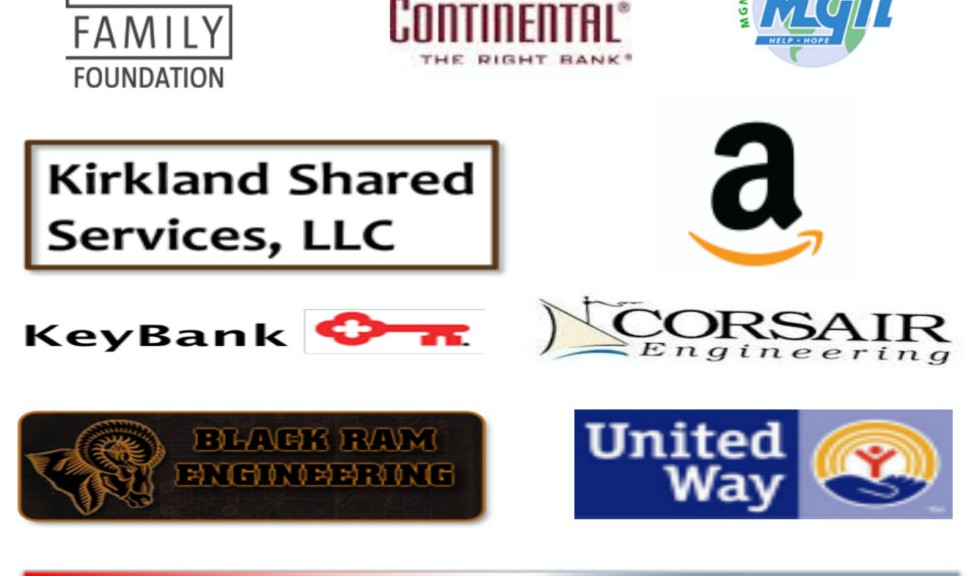 FAMILY
FOUNDATION
CONTINENTAL®
THE RIGHT BANK®
HELP • HOPE
Kirkland Shared
Services, LLC
a
KeyBank
CORSAIR
Engineering
BLACK RAM
ENGINEERING
United
Way